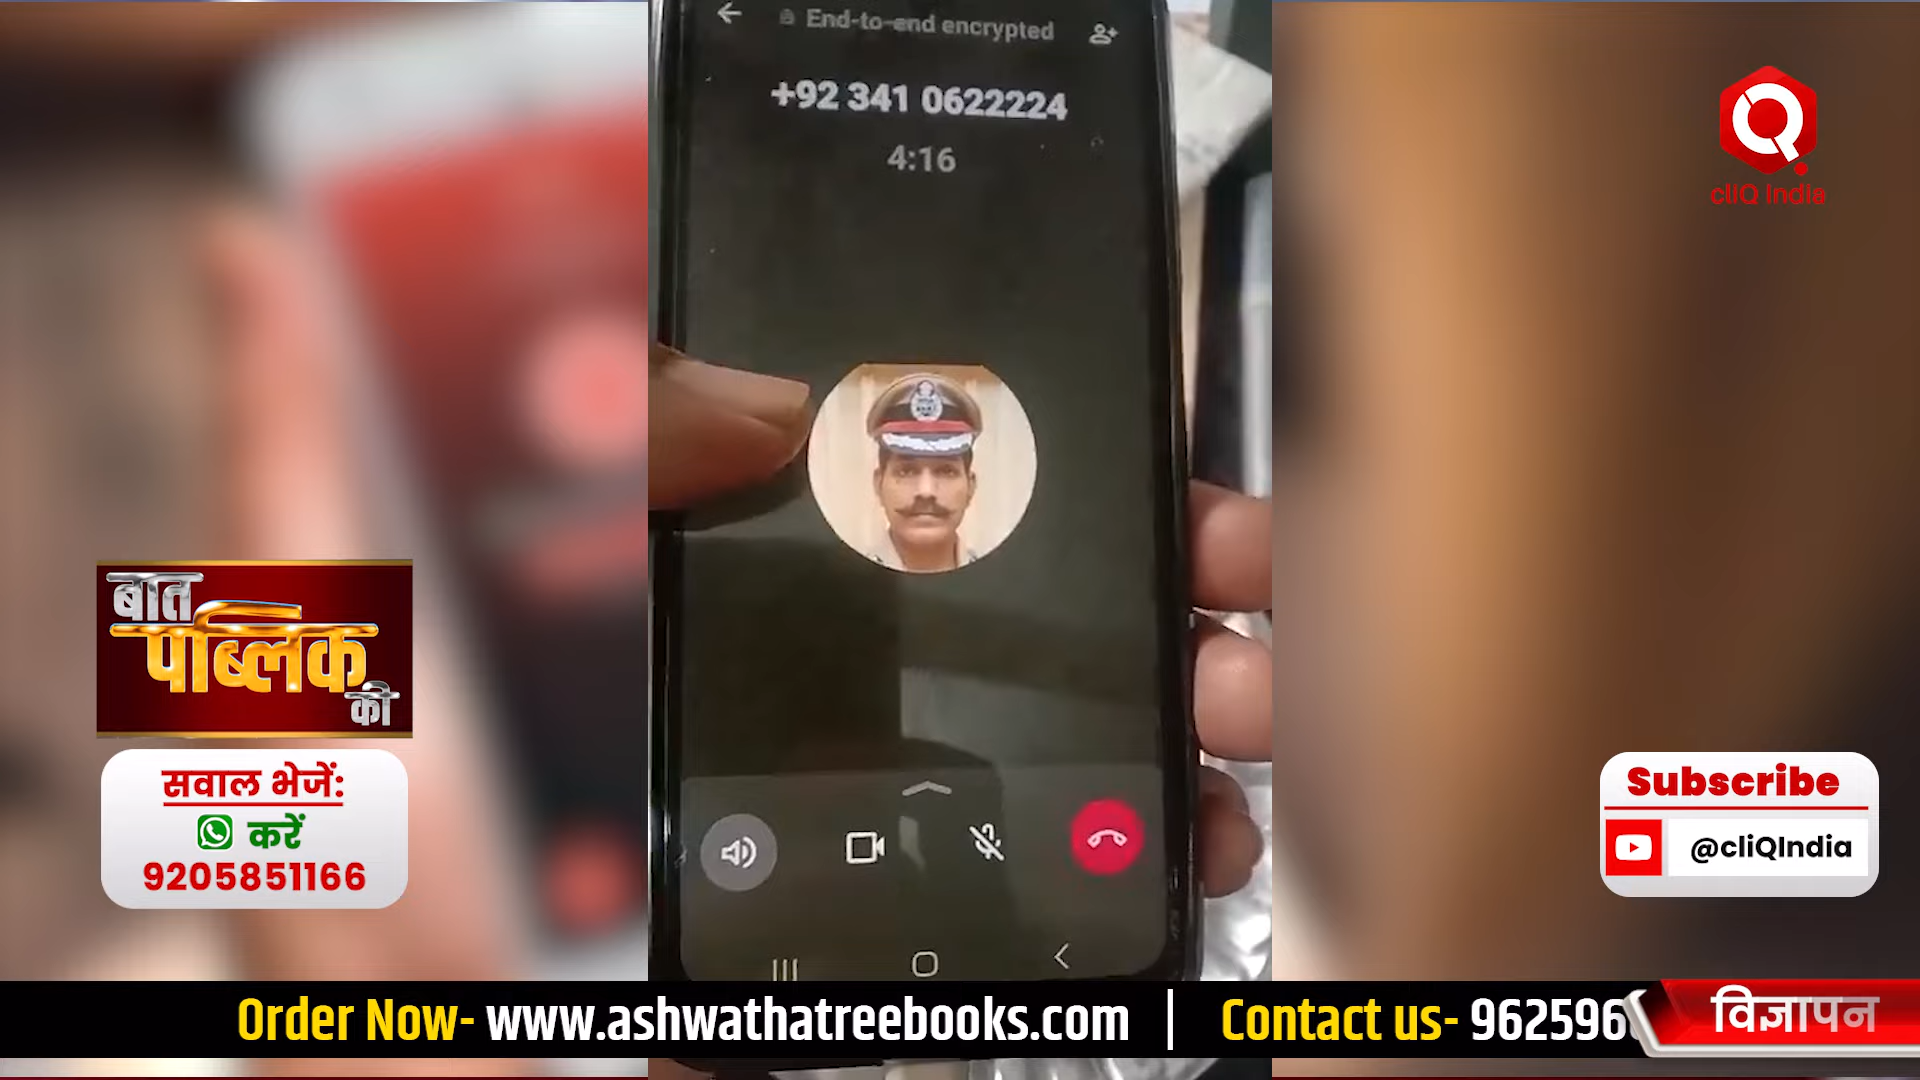 End-to-end encrypted
+92 341 0622224
4:16
cliQ India
बात
पब्लिक
की
सवाल भेजें:
करें
9205851166
Subscribe
@cliQIndia
Order Now- www.ashwathatreebooks.com | Contact us- 962596
विज्ञापन